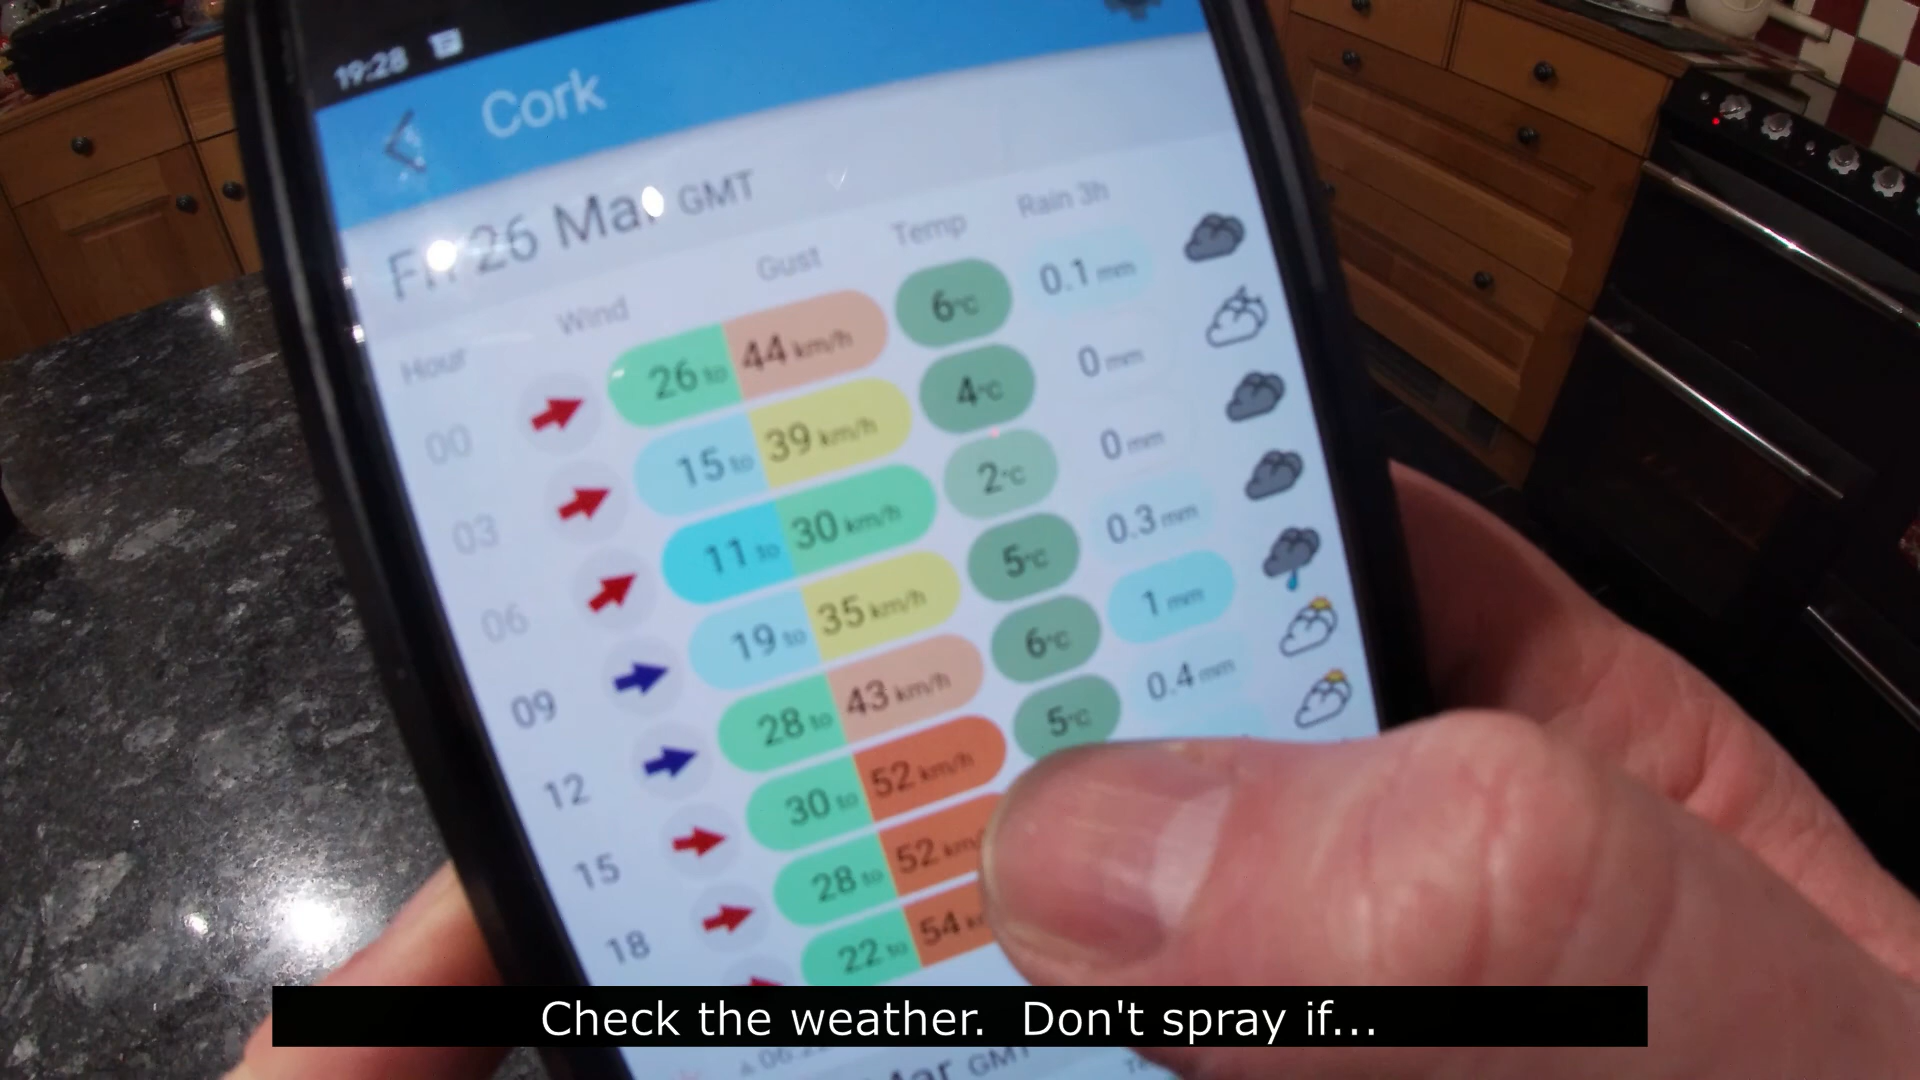 19:28
Cork
Fri 26 Mar GMT
Hour Wind Gust Temp Rain 3h
00 26 to 44 km/h 6°C 0.1 mm
03 15 to 39 km/h 4°C 0 mm
06 11 to 30 km/h 2°C 0 mm
09 19 to 35 km/h 5°C 0.3 mm
12 28 to 43 km/h 6°C 1 mm
15 30 to 52 km/h 5°C 0.4 mm
18 28 to 52 km
22 to 54
Mar GMT
Check the weather. Don't spray if...